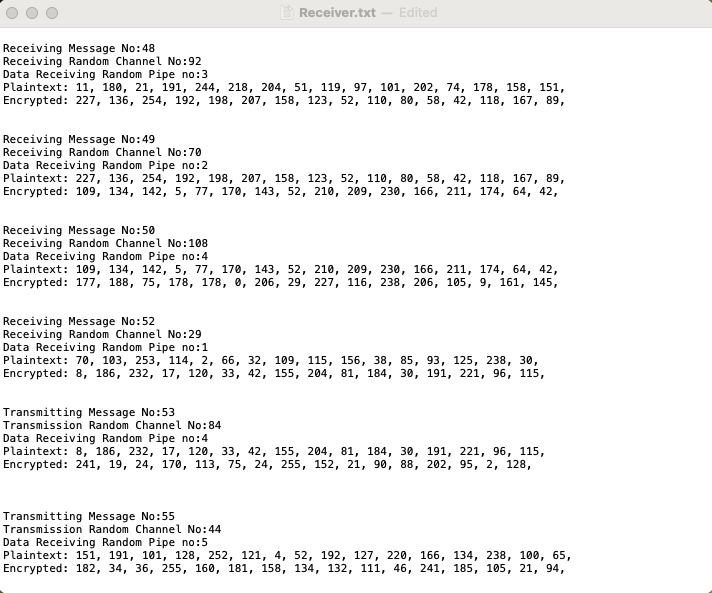 Receiver.txt — Edited
Receiving Message No:48
Receiving Random Channel No:92
Data Receiving Random Pipe no:3
Plaintext: 11, 180, 21, 191, 244, 218, 204, 51, 119, 97, 101, 202, 74, 178, 158, 151,
Encrypted: 227, 136, 254, 192, 198, 207, 158, 123, 52, 110, 80, 58, 42, 118, 167, 89,
Receiving Message No:49
Receiving Random Channel No:70
Data Receiving Random Pipe no:2
Plaintext: 227, 136, 254, 192, 198, 207, 158, 123, 52, 110, 80, 58, 42, 118, 167, 89,
Encrypted: 109, 134, 142, 5, 77, 170, 143, 52, 210, 209, 230, 166, 211, 174, 64, 42,
Receiving Message No:50
Receiving Random Channel No:108
Data Receiving Random Pipe no:4
Plaintext: 109, 134, 142, 5, 77, 170, 143, 52, 210, 209, 230, 166, 211, 174, 64, 42,
Encrypted: 177, 188, 75, 178, 178, 0, 206, 29, 227, 116, 238, 206, 105, 9, 161, 145,
Receiving Message No:52
Receiving Random Channel No:29
Data Receiving Random Pipe no:1
Plaintext: 70, 103, 253, 114, 2, 66, 32, 109, 115, 156, 38, 85, 93, 125, 238, 30,
Encrypted: 8, 186, 232, 17, 120, 33, 42, 155, 204, 81, 184, 30, 191, 221, 96, 115,
Transmitting Message No:53
Transmission Random Channel No:84
Data Receiving Random Pipe no:4
Plaintext: 8, 186, 232, 17, 120, 33, 42, 155, 204, 81, 184, 30, 191, 221, 96, 115,
Encrypted: 241, 19, 24, 170, 113, 75, 24, 255, 152, 21, 90, 88, 202, 95, 2, 128,
Transmitting Message No:55
Transmission Random Channel No:44
Data Receiving Random Pipe no:5
Plaintext: 151, 191, 101, 128, 252, 121, 4, 52, 192, 127, 220, 166, 134, 238, 100, 65,
Encrypted: 182, 34, 36, 255, 160, 181, 158, 134, 132, 111, 46, 241, 185, 105, 21, 94,